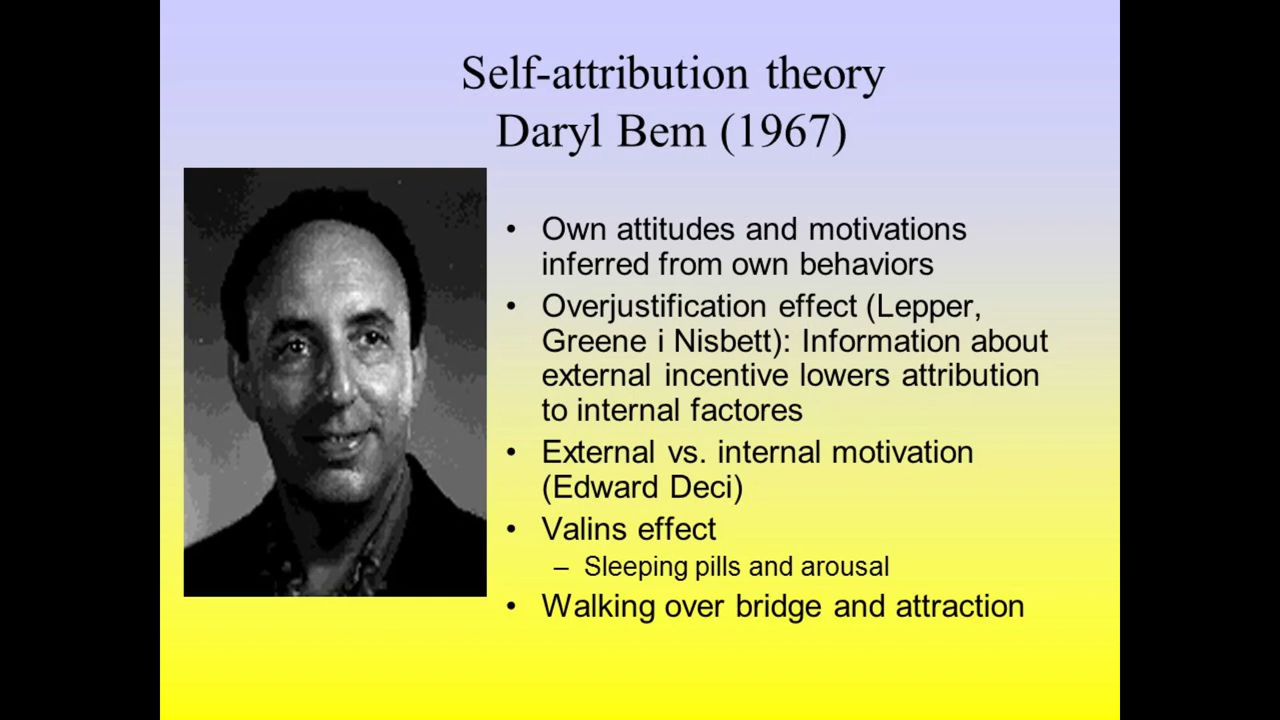 Self-attribution theory
Daryl Bem (1967)
• Own attitudes and motivations
inferred from own behaviors
• Overjustification effect (Lepper,
Greene i Nisbett): Information about
external incentive lowers attribution
to internal factores
• External vs. internal motivation
(Edward Deci)
• Valins effect
– Sleeping pills and arousal
• Walking over bridge and attraction